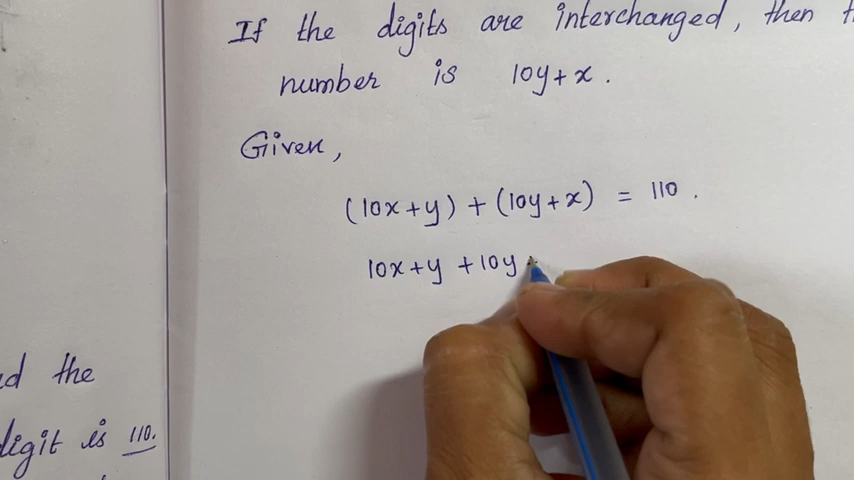 If the digits are interchanged, then
number is 10y+x.
Given,
(10x+y) + (10y+x) = 110.
10x+y +10y
the
digit is 110.